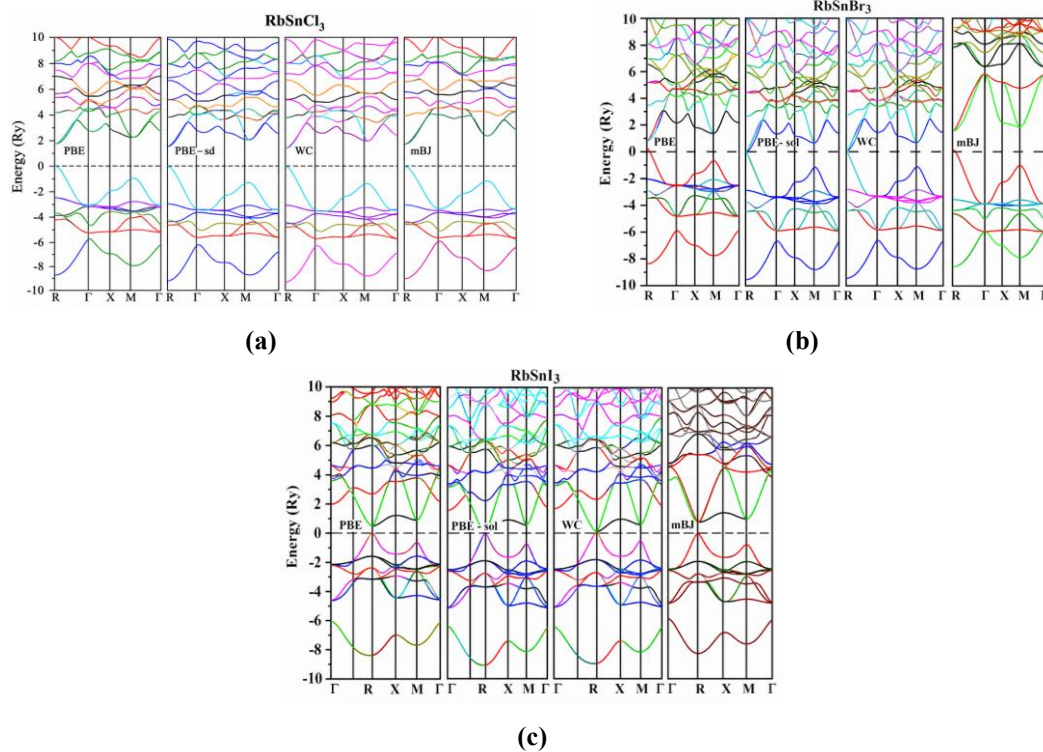 RbSnCl₃
Energy (Ry)
10
8
6
4
2
0
-2
-4
-6
-8
-10
PBE
PBE-sd
WC
mBJ
R Γ X M Γ
R Γ X M Γ
R Γ X M Γ
R Γ X M Γ
(a)
RbSnBr₃
Energy (Ry)
10
8
6
4
2
0
-2
-4
-6
-8
-10
PBE
PBE-sol
WC
mBJ
R Γ X M Γ
R Γ X M Γ
R Γ X M Γ
R Γ X M Γ
(b)
RbSnI₃
Energy (Ry)
10
8
6
4
2
0
-2
-4
-6
-8
-10
PBE
PBE - sol
WC
mBJ
Γ R X M Γ
Γ R X M Γ
Γ R X M Γ
Γ R X M Γ
(c)